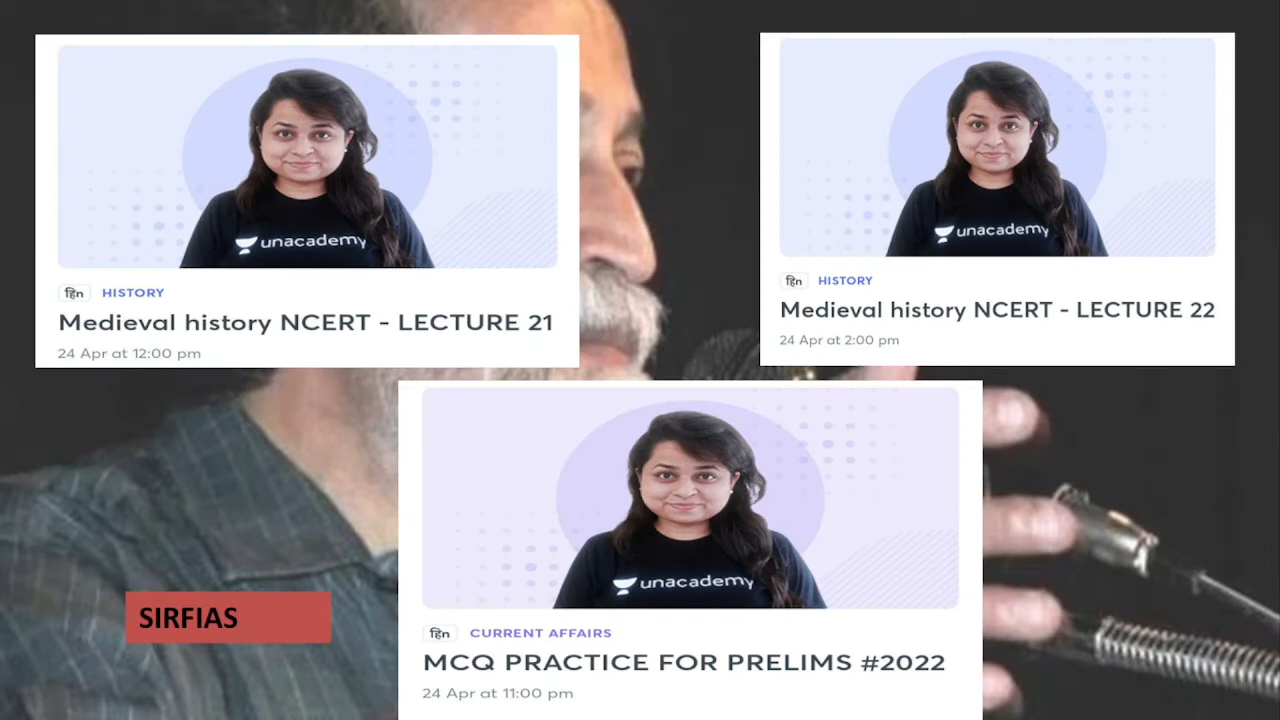 unacademy
हिन HISTORY
Medieval history NCERT - LECTURE 21
24 Apr at 12:00 pm
unacademy
हिन HISTORY
Medieval history NCERT - LECTURE 22
24 Apr at 2:00 pm
unacademy
हिन CURRENT AFFAIRS
MCQ PRACTICE FOR PRELIMS #2022
24 Apr at 11:00 pm
SIRFIAS